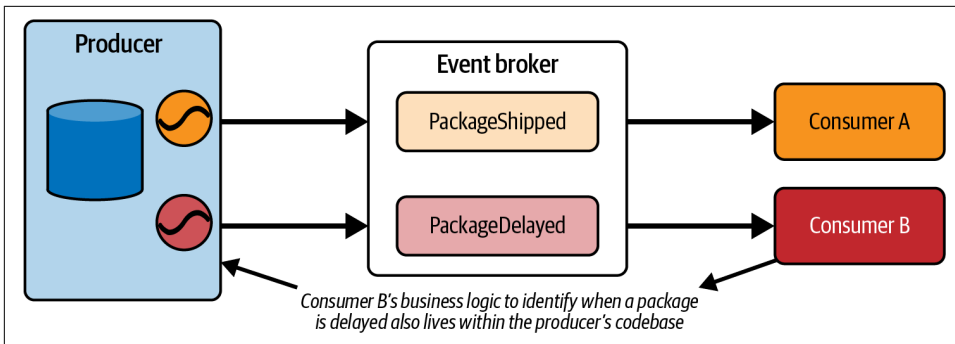 Producer
Event broker
PackageShipped
Consumer A
PackageDelayed
Consumer B
Consumer B's business logic to identify when a package
is delayed also lives within the producer's codebase